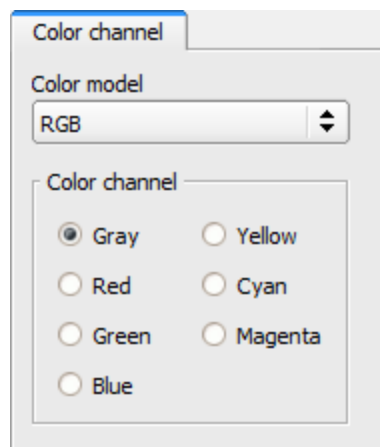 Color channel
Color model
RGB
Color channel
Gray Yellow
Red Cyan
Green Magenta
Blue